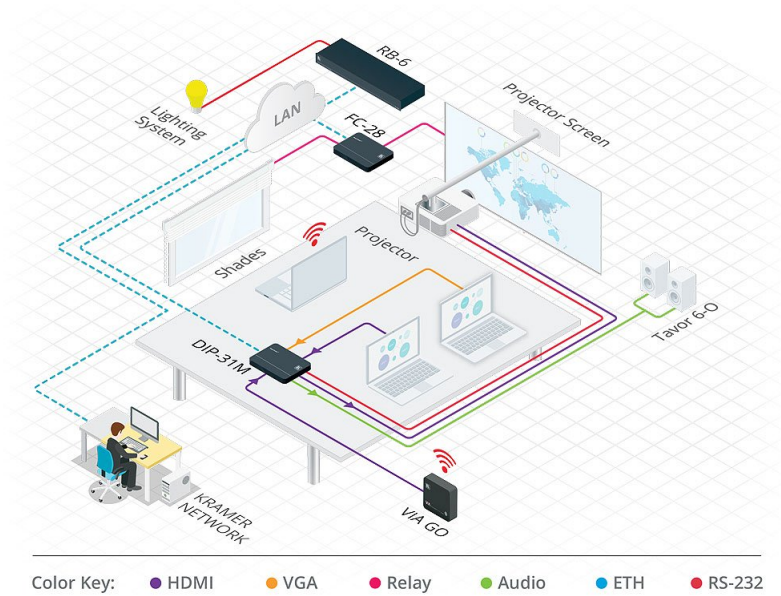 RB-6
LAN
Lighting
System
FC-28
Projector Screen
Shades
Projector
Tavor 6-O
DIP-31M
VIA GO
KRAMER
NETWORK
Color Key: HDMI VGA Relay Audio ETH RS-232